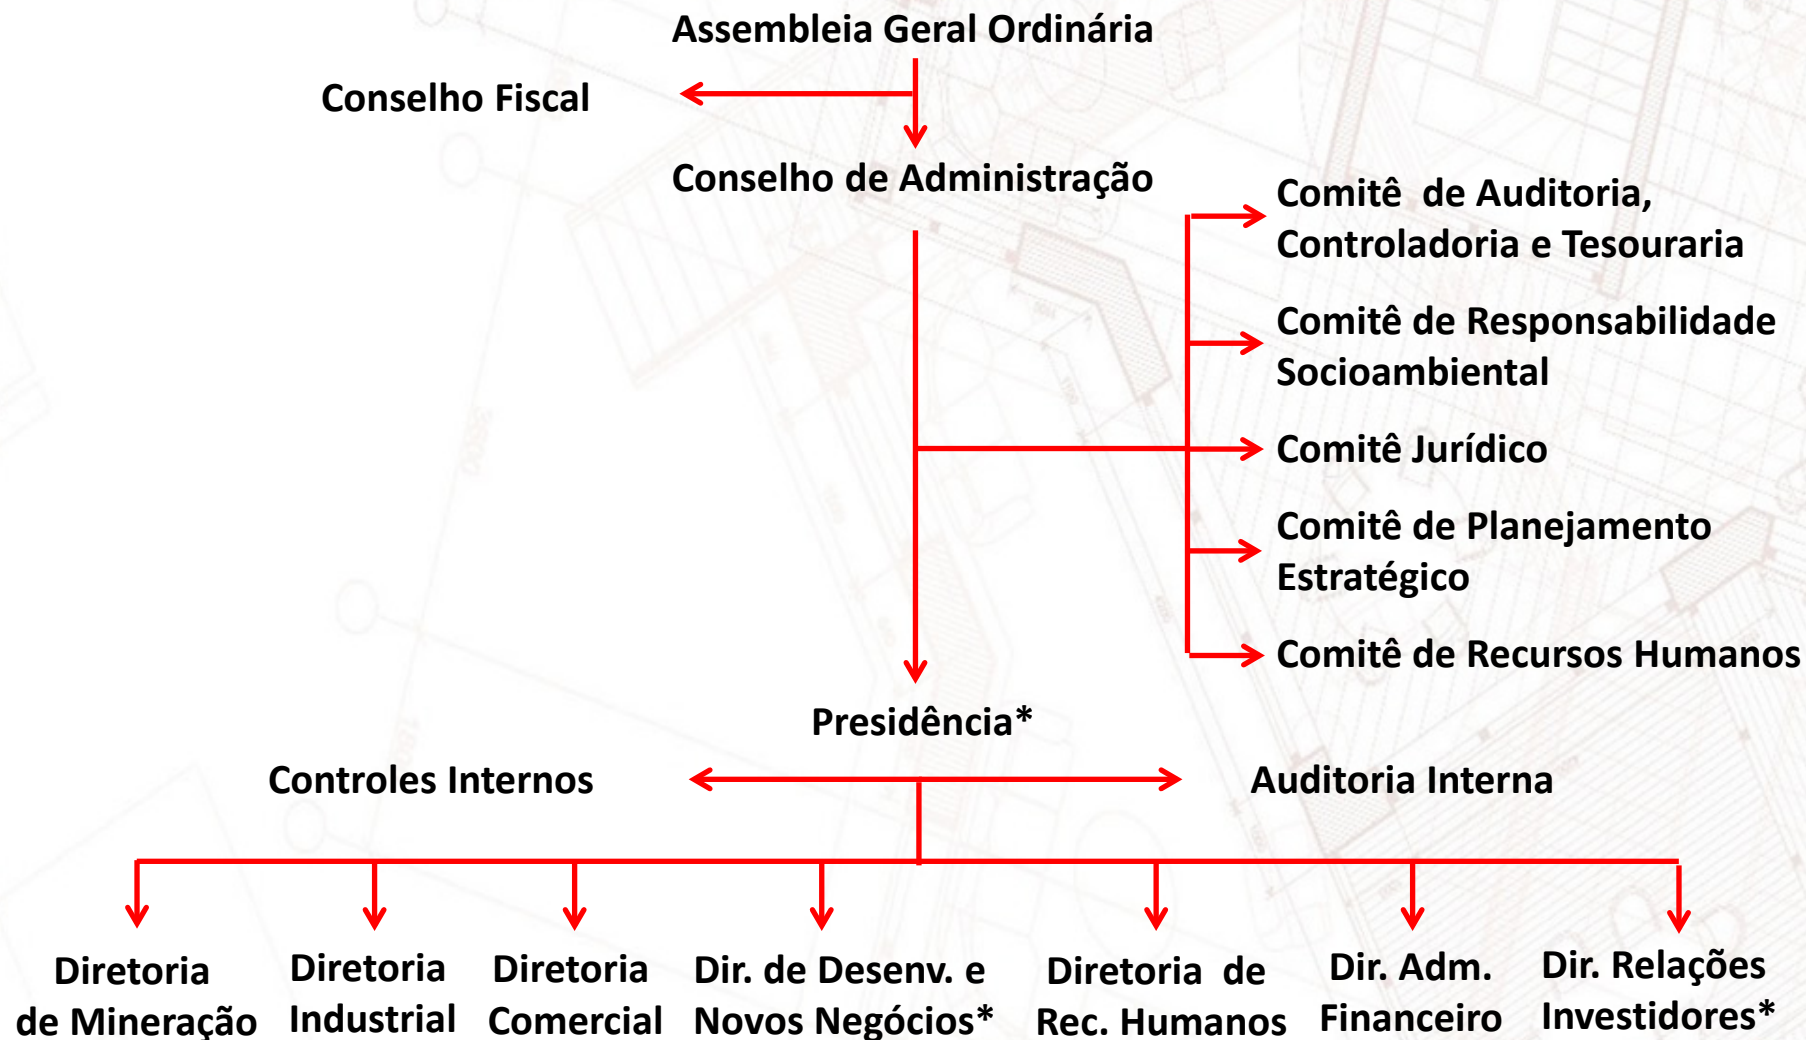 Assembleia Geral Ordinária
Conselho Fiscal
Conselho de Administração
Comitê de Auditoria,
Controladoria e Tesouraria
Comitê de Responsabilidade
Socioambiental
Comitê Jurídico
Comitê de Planejamento
Estratégico
Comitê de Recursos Humanos
Presidência*
Controles Internos
Auditoria Interna
Diretoria
de Mineração
Diretoria
Industrial
Diretoria
Comercial
Dir. de Desenv. e
Novos Negócios*
Diretoria de
Rec. Humanos
Dir. Adm.
Financeiro
Dir. Relações
Investidores*